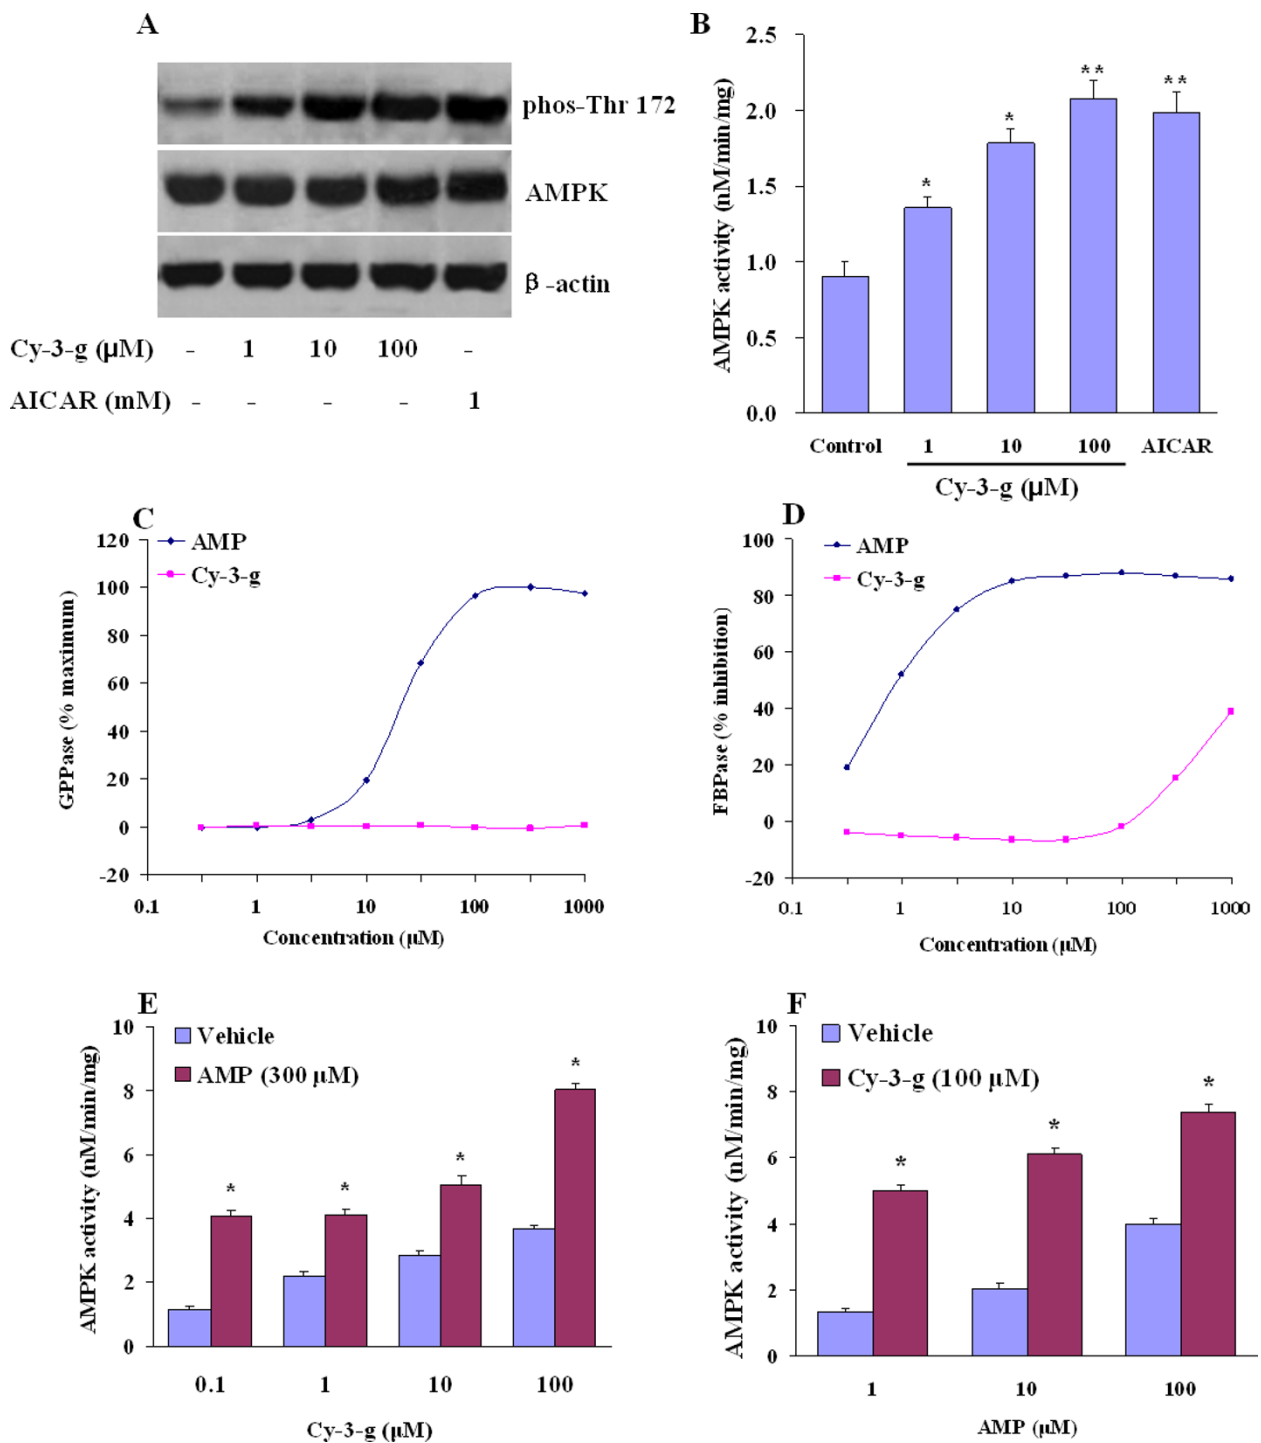 A
phos-Thr 172
AMPK
β-actin
Cy-3-g (μM) - 1 10 100 -
AICAR (mM) - - - - 1
B
AMPK activity (nM/min/mg)
2.5
2.0
1.5
1.0
0.5
0.0
* * ** **
Control 1 10 100 AICAR
Cy-3-g (μM)
C
GPPase (% maximum)
120
100
80
60
40
20
0
-20
AMP
Cy-3-g
0.1 1 10 100 1000
Concentration (μM)
D
FBPase (% inhibition)
100
80
60
40
20
0
-20
AMP
Cy-3-g
0.1 1 10 100 1000
Concentration (μM)
E
AMPK activity (nM/min/mg)
10
8
6
4
2
0
Vehicle
AMP (300 μM)
* * * *
0.1 1 10 100
Cy-3-g (μM)
F
AMPK activity (nM/min/mg)
10
8
6
4
2
0
Vehicle
Cy-3-g (100 μM)
* * *
1 10 100
AMP (μM)